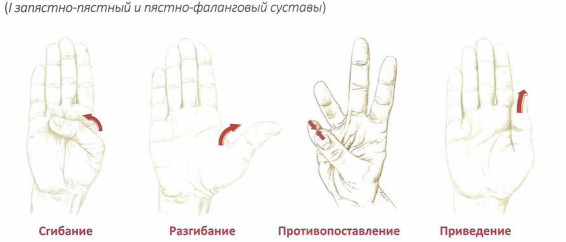 (I запястно-пястный и пястно-фаланговый суставы)
Сгибание Разгибание Противопоставление Приведение